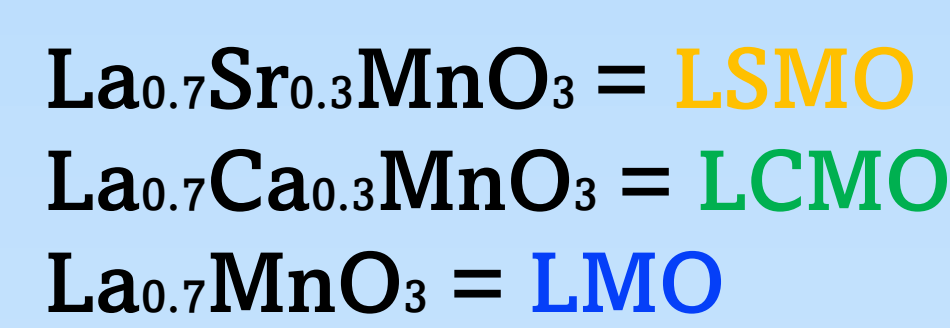 La0.7Sr0.3MnO3 = LSMO
La0.7Ca0.3MnO3 = LCMO
La0.7MnO3 = LMO